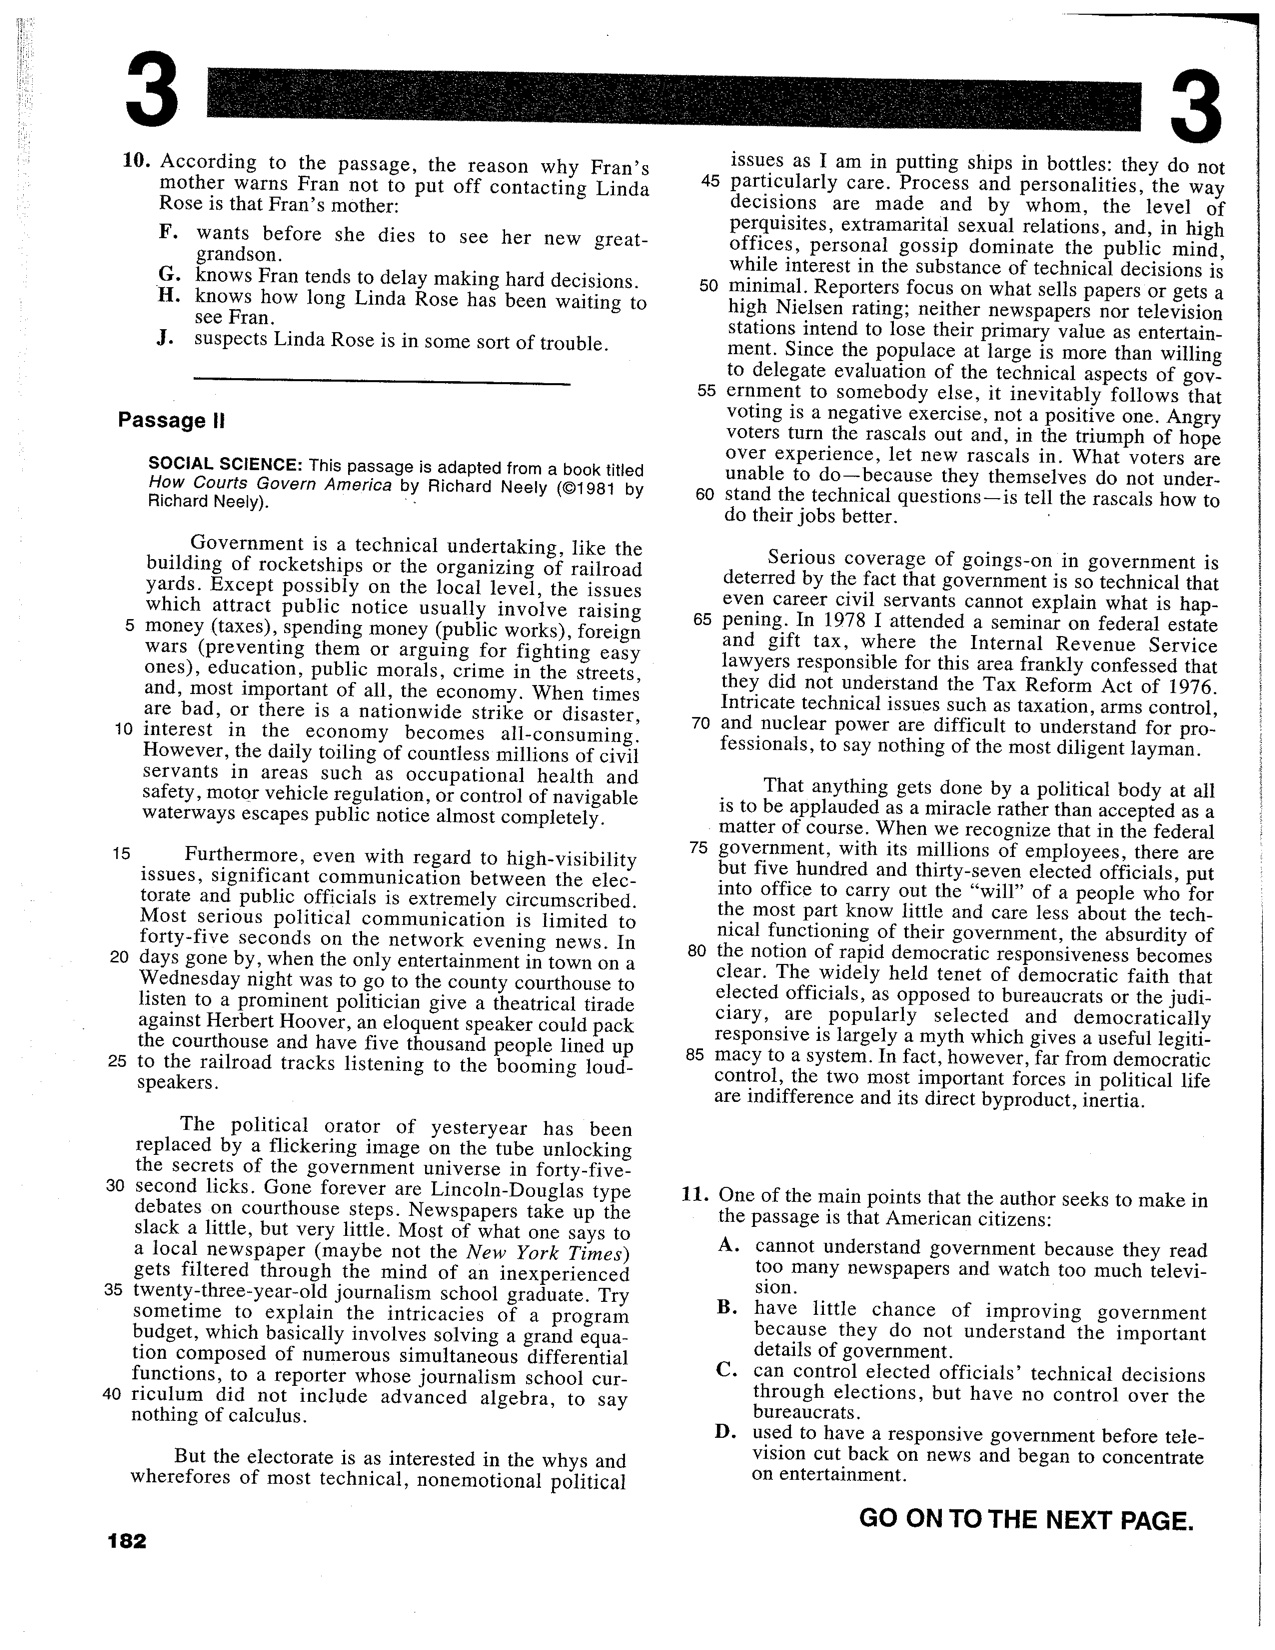 3
3
10. According to the passage, the reason why Fran's
mother warns Fran not to put off contacting Linda
Rose is that Fran's mother:
F. wants before she dies to see her new great-
grandson.
G. knows Fran tends to delay making hard decisions.
H. knows how long Linda Rose has been waiting to
see Fran.
J. suspects Linda Rose is in some sort of trouble.
Passage II
SOCIAL SCIENCE: This passage is adapted from a book titled
How Courts Govern America by Richard Neely (©1981 by
Richard Neely).
Government is a technical undertaking, like the
building of rocketships or the organizing of railroad
yards. Except possibly on the local level, the issues
which attract public notice usually involve raising
5 money (taxes), spending money (public works), foreign
wars (preventing them or arguing for fighting easy
ones), education, public morals, crime in the streets,
and, most important of all, the economy. When times
are bad, or there is a nationwide strike or disaster,
10 interest in the economy becomes all-consuming.
However, the daily toiling of countless millions of civil
servants in areas such as occupational health and
safety, motor vehicle regulation, or control of navigable
waterways escapes public notice almost completely.
15 Furthermore, even with regard to high-visibility
issues, significant communication between the elec-
torate and public officials is extremely circumscribed.
Most serious political communication is limited to
forty-five seconds on the network evening news. In
20 days gone by, when the only entertainment in town on a
Wednesday night was to go to the county courthouse to
listen to a prominent politician give a theatrical tirade
against Herbert Hoover, an eloquent speaker could pack
the courthouse and have five thousand people lined up
25 to the railroad tracks listening to the booming loud-
speakers.
The political orator of yesteryear has been
replaced by a flickering image on the tube unlocking
the secrets of the government universe in forty-five-
30 second licks. Gone forever are Lincoln-Douglas type
debates on courthouse steps. Newspapers take up the
slack a little, but very little. Most of what one says to
a local newspaper (maybe not the New York Times)
gets filtered through the mind of an inexperienced
35 twenty-three-year-old journalism school graduate. Try
sometime to explain the intricacies of a program
budget, which basically involves solving a grand equa-
tion composed of numerous simultaneous differential
functions, to a reporter whose journalism school cur-
40 riculum did not include advanced algebra, to say
nothing of calculus.
But the electorate is as interested in the whys and
wherefores of most technical, nonemotional political
issues as I am in putting ships in bottles: they do not
45 particularly care. Process and personalities, the way
decisions are made and by whom, the level of
perquisites, extramarital sexual relations, and, in high
offices, personal gossip dominate the public mind,
while interest in the substance of technical decisions is
50 minimal. Reporters focus on what sells papers or gets a
high Nielsen rating; neither newspapers nor television
stations intend to lose their primary value as entertain-
ment. Since the populace at large is more than willing
to delegate evaluation of the technical aspects of gov-
55 ernment to somebody else, it inevitably follows that
voting is a negative exercise, not a positive one. Angry
voters turn the rascals out and, in the triumph of hope
over experience, let new rascals in. What voters are
unable to do—because they themselves do not under-
60 stand the technical questions—is tell the rascals how to
do their jobs better.
Serious coverage of goings-on in government is
deterred by the fact that government is so technical that
even career civil servants cannot explain what is hap-
65 pening. In 1978 I attended a seminar on federal estate
and gift tax, where the Internal Revenue Service
lawyers responsible for this area frankly confessed that
they did not understand the Tax Reform Act of 1976.
Intricate technical issues such as taxation, arms control,
70 and nuclear power are difficult to understand for pro-
fessionals, to say nothing of the most diligent layman.
That anything gets done by a political body at all
is to be applauded as a miracle rather than accepted as a
matter of course. When we recognize that in the federal
75 government, with its millions of employees, there are
but five hundred and thirty-seven elected officials, put
into office to carry out the "will" of a people who for
the most part know little and care less about the tech-
nical functioning of their government, the absurdity of
80 the notion of rapid democratic responsiveness becomes
clear. The widely held tenet of democratic faith that
elected officials, as opposed to bureaucrats or the judi-
ciary, are popularly selected and democratically
responsive is largely a myth which gives a useful legiti-
85 macy to a system. In fact, however, far from democratic
control, the two most important forces in political life
are indifference and its direct byproduct, inertia.
11. One of the main points that the author seeks to make in
the passage is that American citizens:
A. cannot understand government because they read
too many newspapers and watch too much televi-
sion.
B. have little chance of improving government
because they do not understand the important
details of government.
C. can control elected officials' technical decisions
through elections, but have no control over the
bureaucrats.
D. used to have a responsive government before tele-
vision cut back on news and began to concentrate
on entertainment.
GO ON TO THE NEXT PAGE.
182